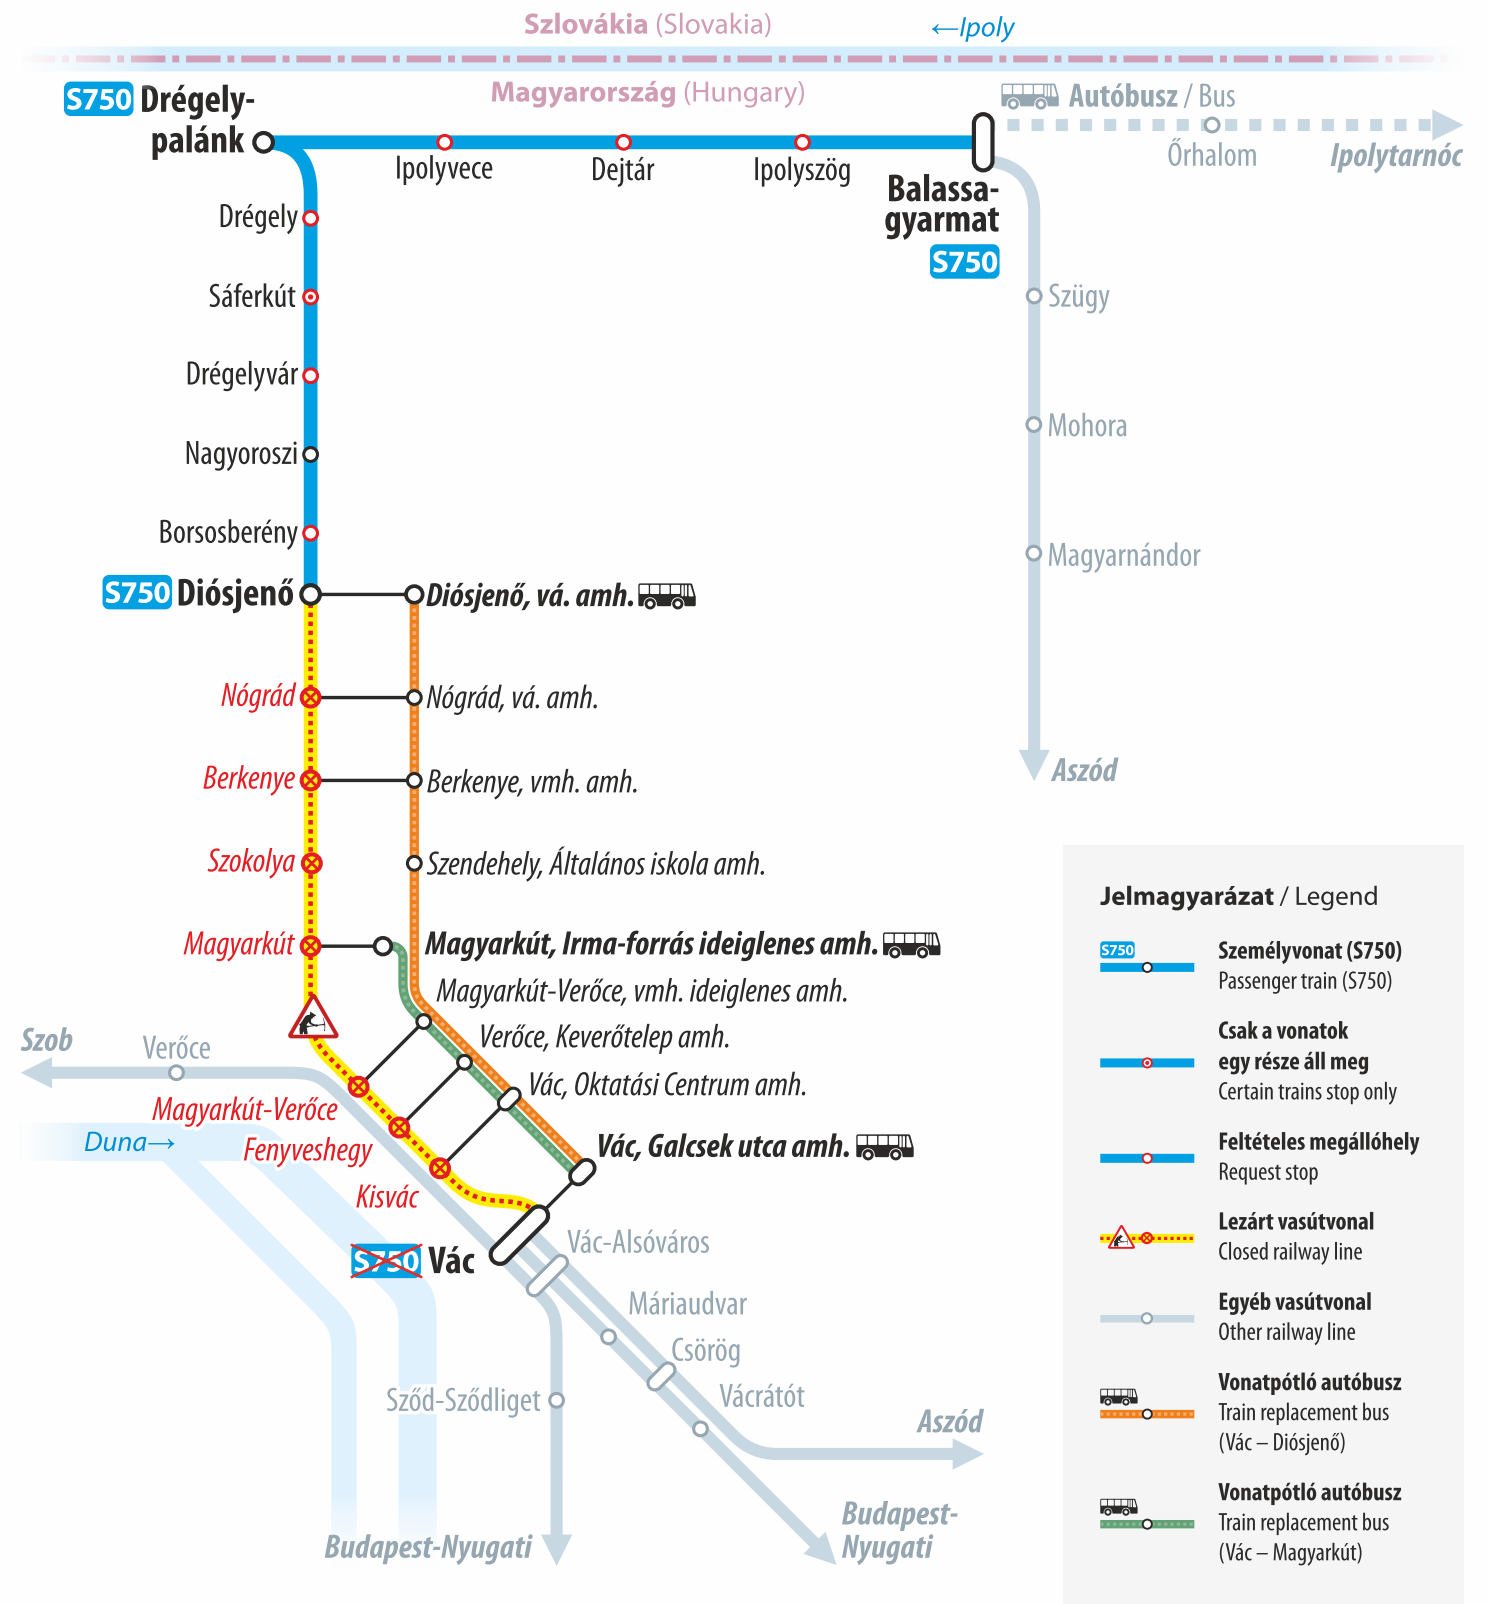 Szlovákia (Slovakia)
←Ipoly
Magyarország (Hungary)
S750 Drégely-
palánk
Ipolyvece
Dejtár
Ipolyszög
Balassa-
gyarmat
S750
Autóbusz / Bus
Őrhalom
Ipolytarnóc
Drégely
Sáferkút
Drégelyvár
Nagyoroszi
Borsosberény
S750 Diósjenő
Diósjenő, vá. amh.
Szügy
Mohora
Magyarnándor
Aszód
Nógrád
Nógrád, vá. amh.
Berkenye
Berkenye, vmh. amh.
Szokolya
Szendehely, Általános iskola amh.
Magyarkút
Magyarkút, Irma-forrás ideiglenes amh.
Magyarkút-Verőce, vmh. ideiglenes amh.
Verőce, Keverőtelep amh.
Vác, Oktatási Centrum amh.
Vác, Galcsek utca amh.
Szob
Verőce
Magyarkút-Verőce
Duna→
Fenyveshegy
Kisvác
S750 Vác
Vác-Alsóváros
Máriaudvar
Csörög
Vácrátót
Sződ-Sződliget
Aszód
Budapest-
Nyugati
Budapest-Nyugati
Jelmagyarázat / Legend
S750
Személyvonat (S750)
Passenger train (S750)
Csak a vonatok
egy része áll meg
Certain trains stop only
Feltételes megállóhely
Request stop
Lezárt vasútvonal
Closed railway line
Egyéb vasútvonal
Other railway line
Vonatpótló autóbusz
Train replacement bus
(Vác – Diósjenő)
Vonatpótló autóbusz
Train replacement bus
(Vác – Magyarkút)